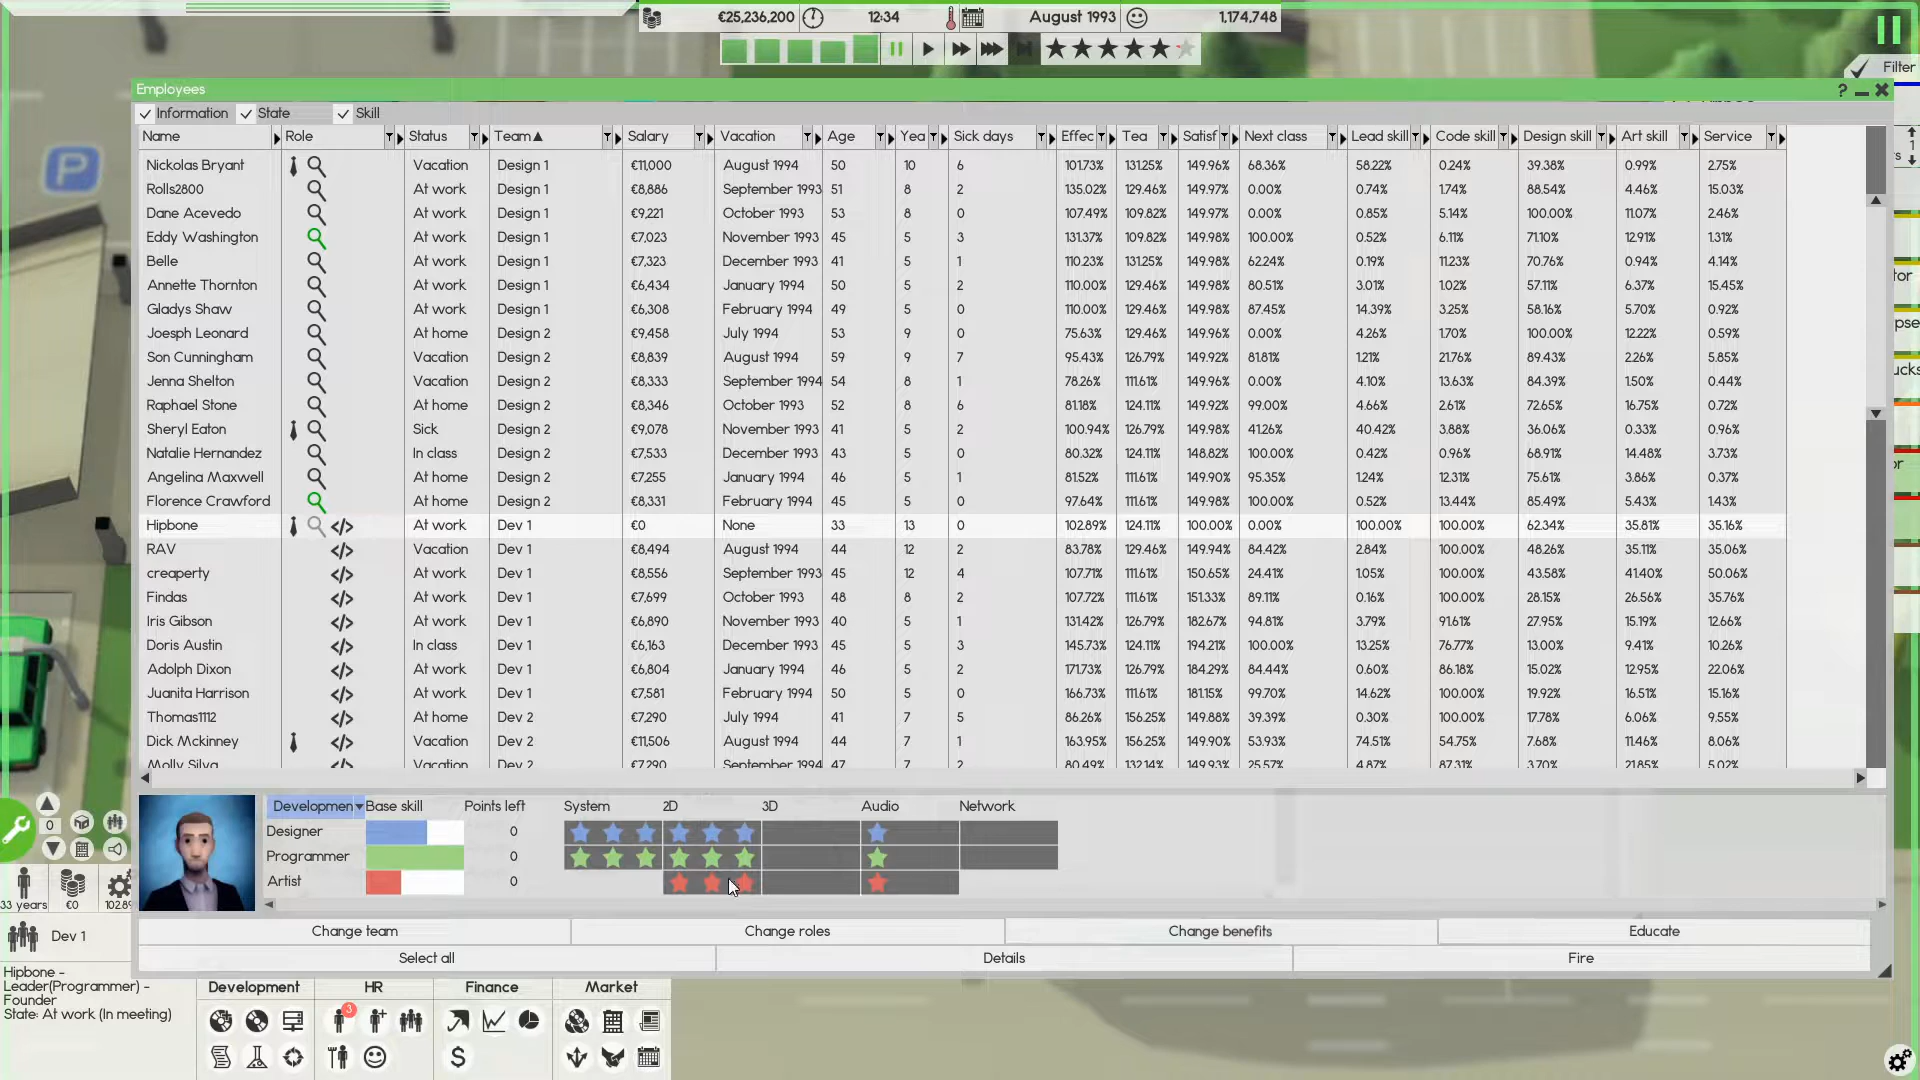 €25,236,200 12:34 August 1993 1,174,748
Filter
Employees
? 
Information State Skill
Name Role Status Team▲ Salary Vacation Age Yea Sick days Effec Tea Satisf Next class Lead skill Code skill Design skill Art skill Service
Nickolas Bryant Vacation Design 1 €11,000 August 1994 50 10 6 101.73% 131.25% 149.96% 68.36% 58.22% 0.24% 39.38% 0.99% 2.75%
Rolls2800 At work Design 1 €8,886 September 1993 51 8 2 135.02% 129.46% 149.97% 0.00% 0.74% 1.74% 88.54% 4.46% 15.03%
Dane Acevedo At work Design 1 €9,221 October 1993 53 8 0 107.49% 109.82% 149.97% 0.00% 0.85% 5.14% 100.00% 11.07% 2.46%
Eddy Washington At work Design 1 €7,023 November 1993 45 5 3 131.37% 109.82% 149.98% 100.00% 0.52% 6.11% 71.10% 12.91% 1.31%
Belle At work Design 1 €7,323 December 1993 41 5 1 110.23% 131.25% 149.98% 62.24% 0.19% 11.23% 70.76% 0.94% 4.14%
Annette Thornton At work Design 1 €6,434 January 1994 50 5 2 110.00% 129.46% 149.98% 80.51% 3.01% 1.02% 57.11% 6.37% 15.45%
Gladys Shaw At work Design 1 €6,308 February 1994 49 5 0 110.00% 129.46% 149.98% 87.45% 14.39% 3.25% 58.16% 5.70% 0.92%
Joesph Leonard At home Design 2 €9,458 July 1994 53 9 0 75.63% 129.46% 149.96% 0.00% 4.26% 1.70% 100.00% 12.22% 0.59%
Son Cunningham Vacation Design 2 €8,839 August 1994 59 9 7 95.43% 126.79% 149.92% 81.81% 1.21% 21.76% 89.43% 2.26% 5.85%
Jenna Shelton Vacation Design 2 €8,333 September 1994 54 8 1 78.26% 111.61% 149.96% 0.00% 4.10% 13.63% 84.39% 1.50% 0.44%
Raphael Stone At home Design 2 €8,346 October 1993 52 8 6 81.18% 124.11% 149.92% 99.00% 4.66% 2.61% 72.65% 16.75% 0.72%
Sheryl Eaton Sick Design 2 €9,078 November 1993 41 5 2 100.94% 126.79% 149.98% 41.26% 40.42% 3.88% 36.06% 0.33% 0.96%
Natalie Hernandez In class Design 2 €7,533 December 1993 43 5 0 80.32% 124.11% 148.82% 100.00% 0.42% 0.96% 68.91% 14.48% 3.73%
Angelina Maxwell At home Design 2 €7,255 January 1994 46 5 1 81.52% 111.61% 149.90% 95.35% 1.24% 12.31% 75.61% 3.86% 0.37%
Florence Crawford At home Design 2 €8,331 February 1994 45 5 0 97.64% 111.61% 149.98% 100.00% 0.52% 13.44% 85.49% 5.43% 1.43%
Hipbone </> At work Dev 1 €0 None 33 13 0 102.89% 124.11% 100.00% 0.00% 100.00% 100.00% 62.34% 35.81% 35.16%
RAV </> Vacation Dev 1 €8,494 August 1994 44 12 2 83.78% 129.46% 149.94% 84.42% 2.84% 100.00% 48.26% 35.11% 35.06%
creaperty </> At work Dev 1 €8,556 September 1993 45 12 4 107.71% 111.61% 150.65% 24.41% 1.05% 100.00% 43.58% 41.40% 50.06%
Findas </> At work Dev 1 €7,699 October 1993 48 8 2 107.72% 111.61% 151.33% 89.11% 0.16% 100.00% 28.15% 26.56% 35.76%
Iris Gibson </> At work Dev 1 €6,890 November 1993 40 5 1 131.42% 126.79% 182.67% 94.81% 3.79% 91.61% 27.95% 15.19% 12.66%
Doris Austin </> In class Dev 1 €6,163 December 1993 45 5 3 145.73% 124.11% 194.21% 100.00% 13.25% 76.77% 13.00% 9.41% 10.26%
Adolph Dixon </> At work Dev 1 €6,804 January 1994 46 5 2 171.73% 126.79% 184.29% 84.44% 0.60% 86.18% 15.02% 12.95% 22.06%
Juanita Harrison </> At work Dev 1 €7,581 February 1994 50 5 0 166.73% 111.61% 181.15% 99.70% 14.62% 100.00% 19.92% 16.51% 15.16%
Thomas1112 </> At home Dev 2 €7,290 July 1994 41 7 5 86.26% 156.25% 149.88% 39.39% 0.30% 100.00% 17.78% 6.06% 9.55%
Dick Mckinney </> Vacation Dev 2 €11,506 August 1994 44 7 1 163.95% 156.25% 149.90% 53.93% 74.51% 54.75% 7.68% 11.46% 8.06%
Molly Silva </> Vacation Dev 2 €7,290 September 1994 47 7 2 80.49% 132.14% 149.93% 25.57% 4.87% 87.31% 3.70% 21.85% 5.02%
Developmen Base skill Points left System 2D 3D Audio Network
Designer 0
Programmer 0
Artist 0
0
33 years €0 102.89
Dev 1
Change team Change roles Change benefits Educate
Select all Details Fire
Hipbone -
Leader(Programmer) -
Founder
State: At work (In meeting)
Development HR Finance Market
3